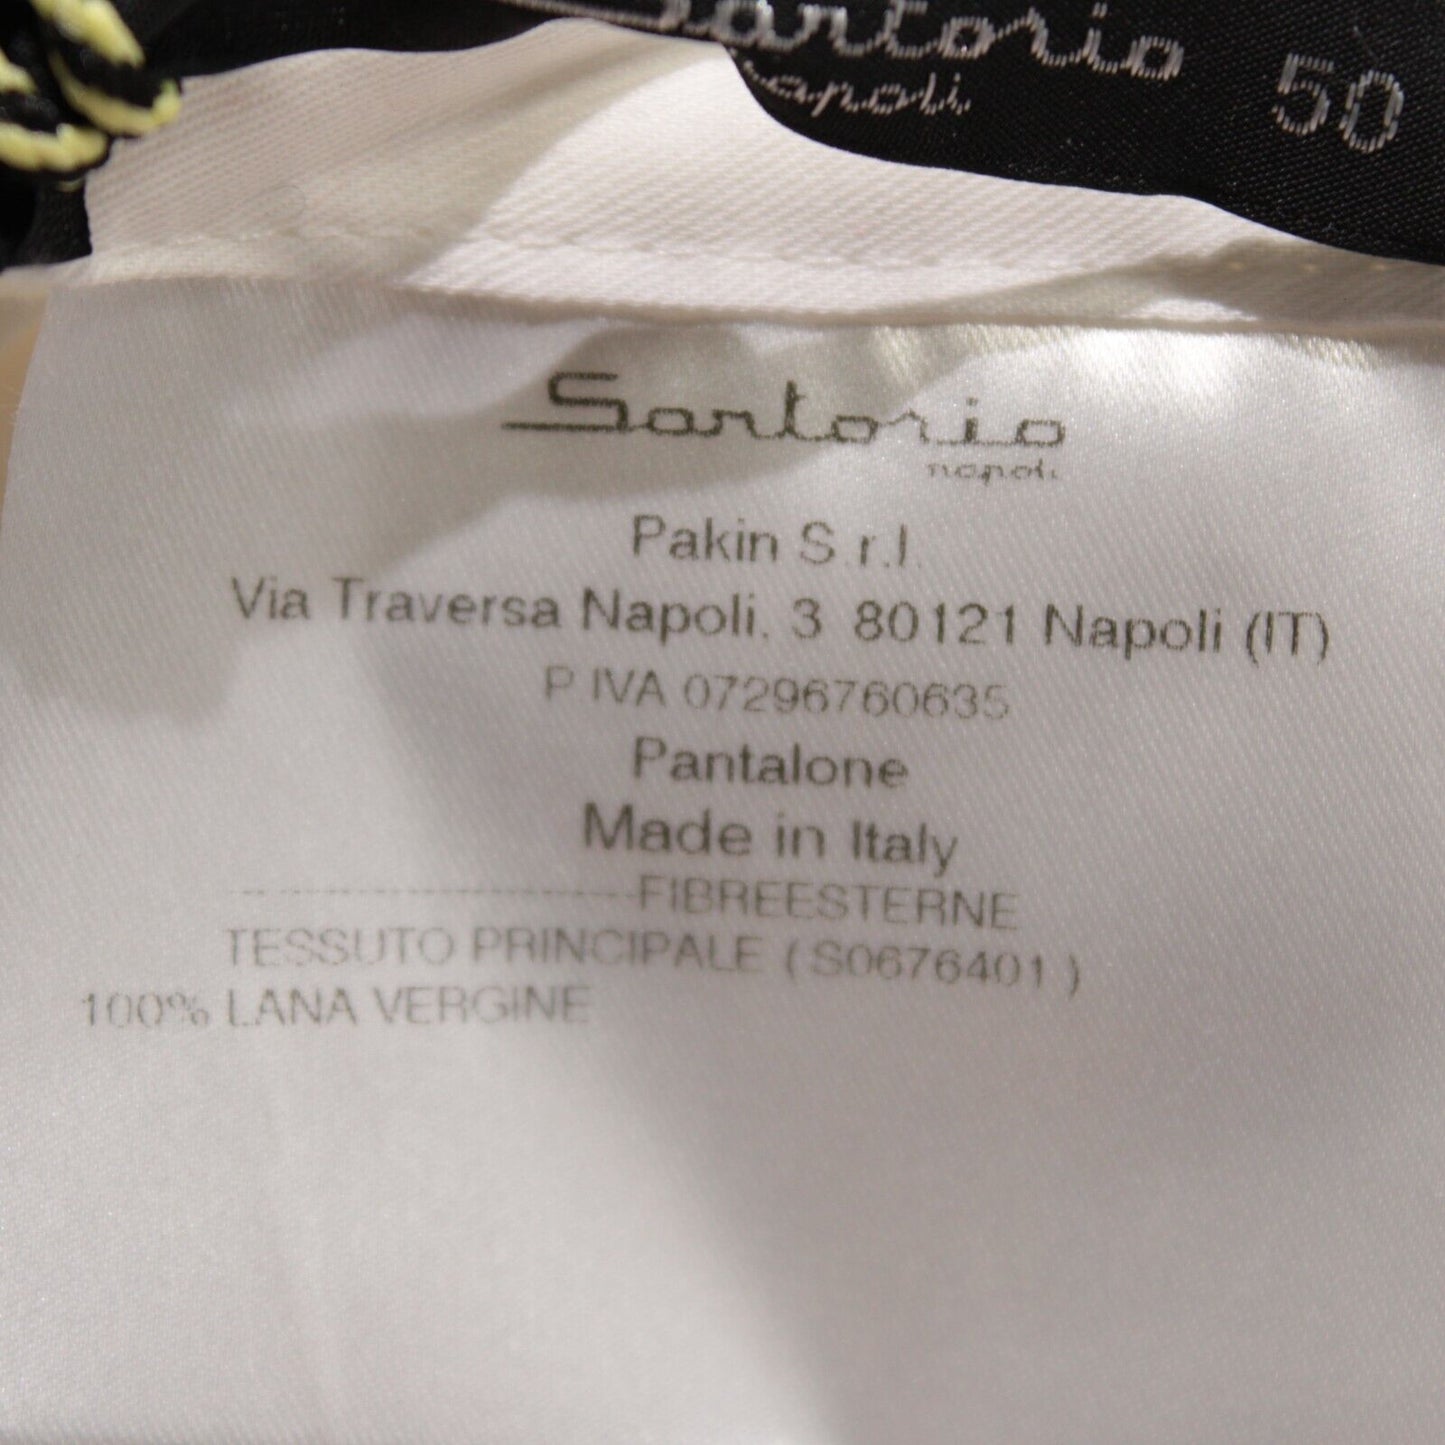 Sartorio 50
napoli
Sartorio
napoli
Pakin S.r.l.
Via Traversa Napoli, 3 80121 Napoli (IT)
P.IVA 07296760635
Pantalone
Made in Italy
--------------------------FIBREESTERNE
TESSUTO PRINCIPALE ( S0676401 )
100% LANA VERGINE